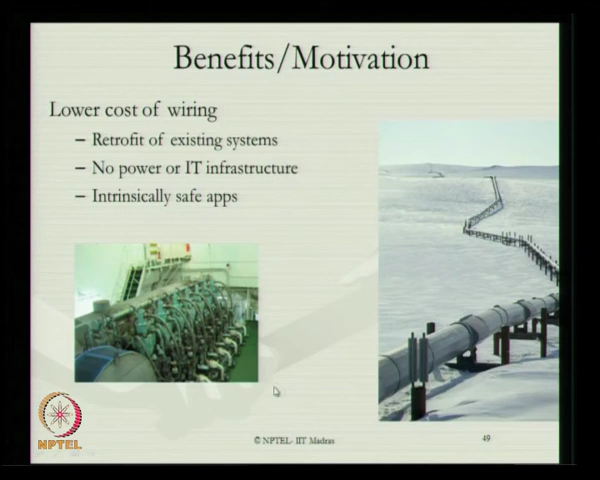 Benefits/Motivation
Lower cost of wiring
– Retrofit of existing systems
– No power or IT infrastructure
– Intrinsically safe apps
NPTEL
© NPTEL- IIT Madras
49